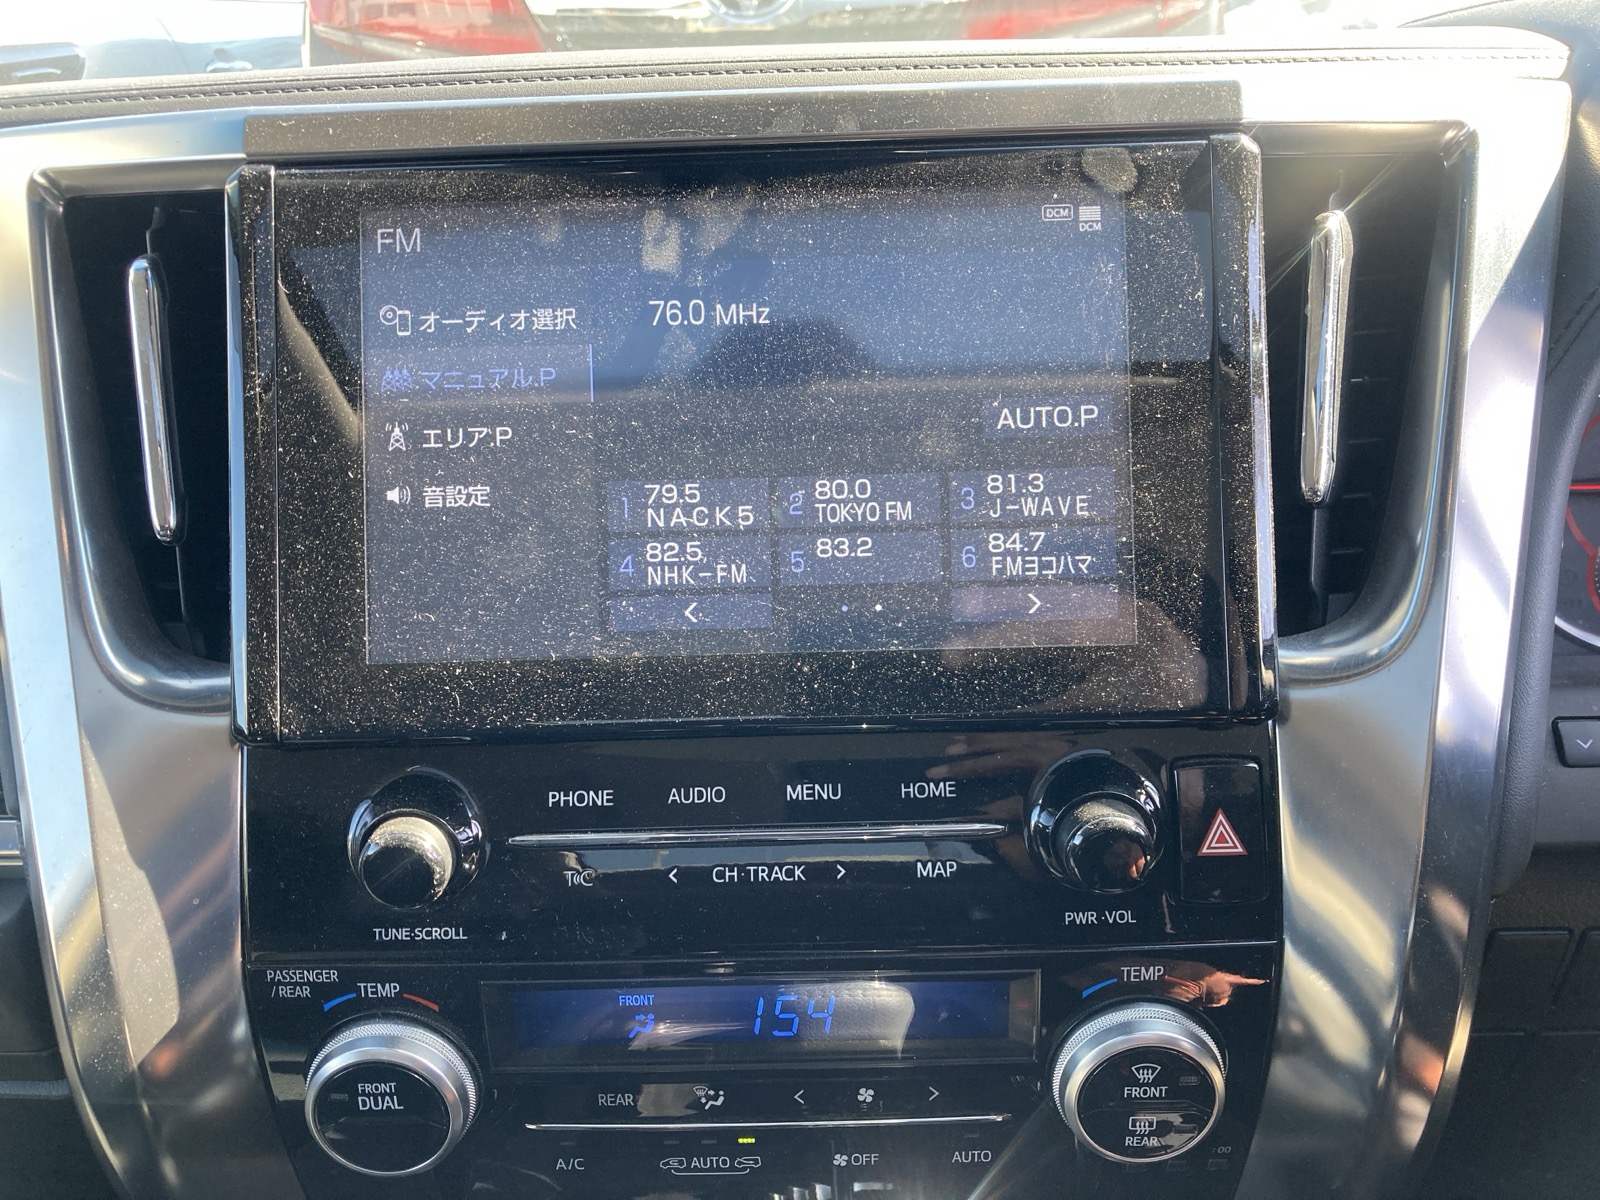 DCM
DCM
FM
オーディオ選択
76.0 MHz
マニュアル.P
エリア.P
AUTO.P
音設定
1 79.5 NACK5
2 80.0 TOKYO FM
3 81.3 J-WAVE
4 82.5 NHK-FM
5 83.2
6 84.7 FMヨコハマ
< >
PHONE AUDIO MENU HOME
T(C < CH·TRACK > MAP
TUNE·SCROLL
PWR·VOL
PASSENGER
/REAR
TEMP
TEMP
FRONT
1:54
FRONT
DUAL
FRONT
REAR
REAR < >
A/C AUTO OFF AUTO